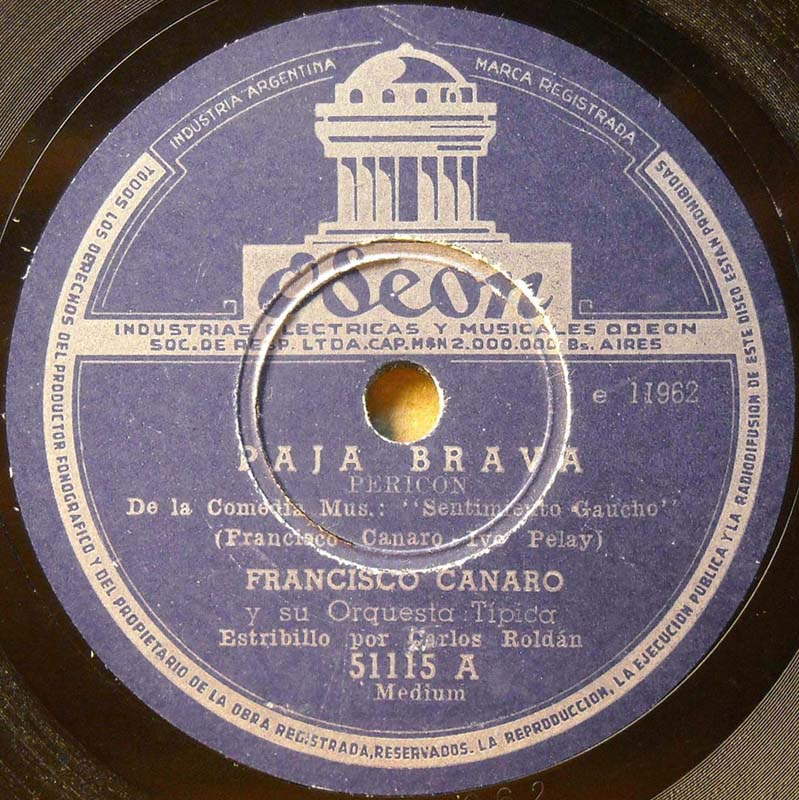 INDUSTRIA ARGENTINA
MARCA REGISTRADA
Odeon
INDUSTRIAS ELECTRICAS Y MUSICALES ODEON
SOC. DE RESP. LTDA. CAP. M$N 2.000.000 Bs. AIRES
e 11962
PAJA BRAVA
PERICON
De la Comedia Mus.: "Sentimiento Gaucho"
(Francisco Canaro Ivo Pelay)
FRANCISCO CANARO
y su Orquesta Típica
Estribillo por Carlos Roldán
51115 A
Medium
TODOS LOS DERECHOS DEL PRODUCTOR FONOGRAFICO Y DEL PROPIETARIO DE LA OBRA REGISTRADA, RESERVADOS. LA REPRODUCCION, LA EJECUCION PUBLICA Y LA RADIODIFUSION DE ESTE DISCO ESTAN PROHIBIDAS